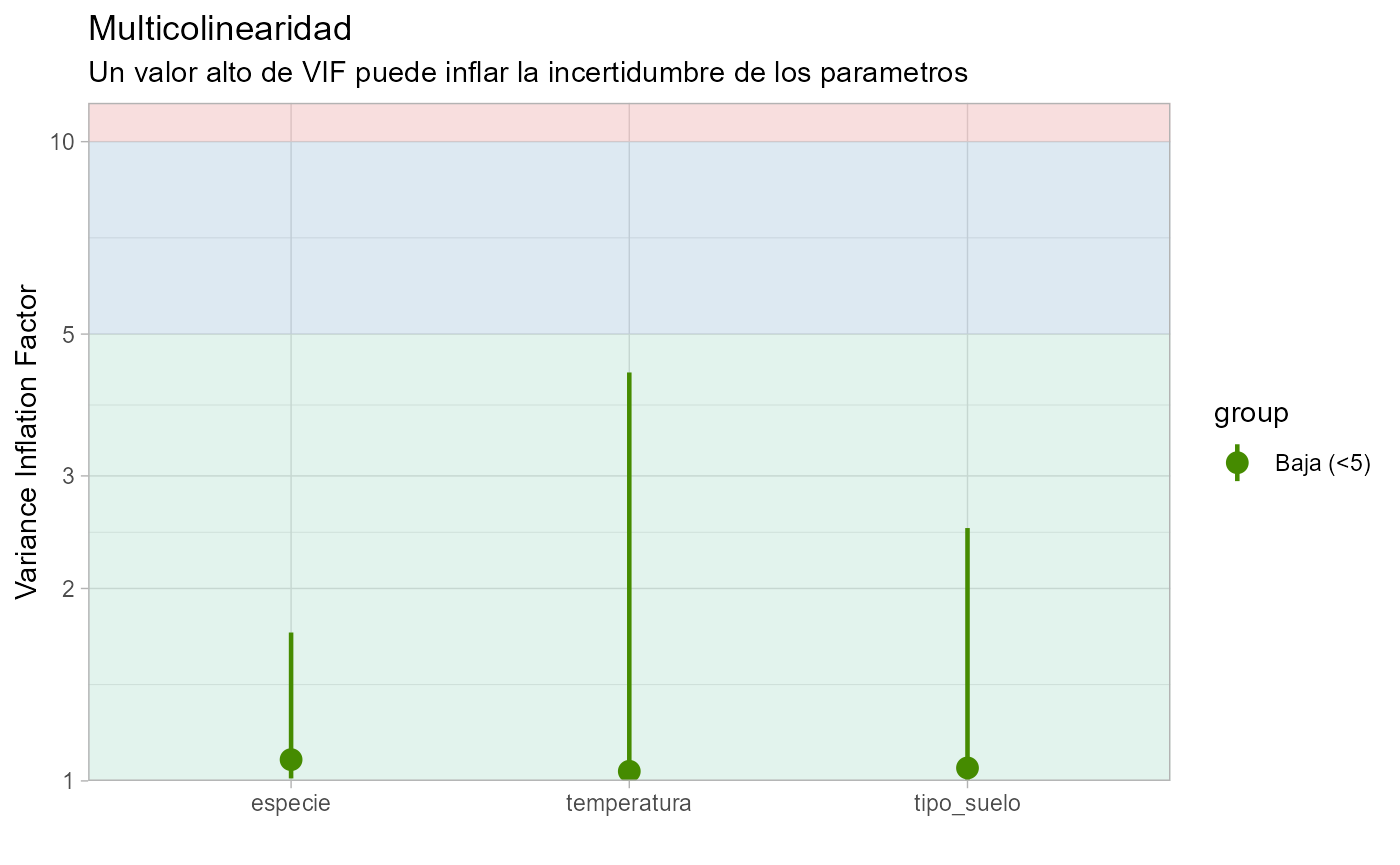 Multicolinearidad
Un valor alto de VIF puede inflar la incertidumbre de los parametros
Variance Inflation Factor
10
5
3
2
1
especie
temperatura
tipo_suelo
group
Baja (<5)